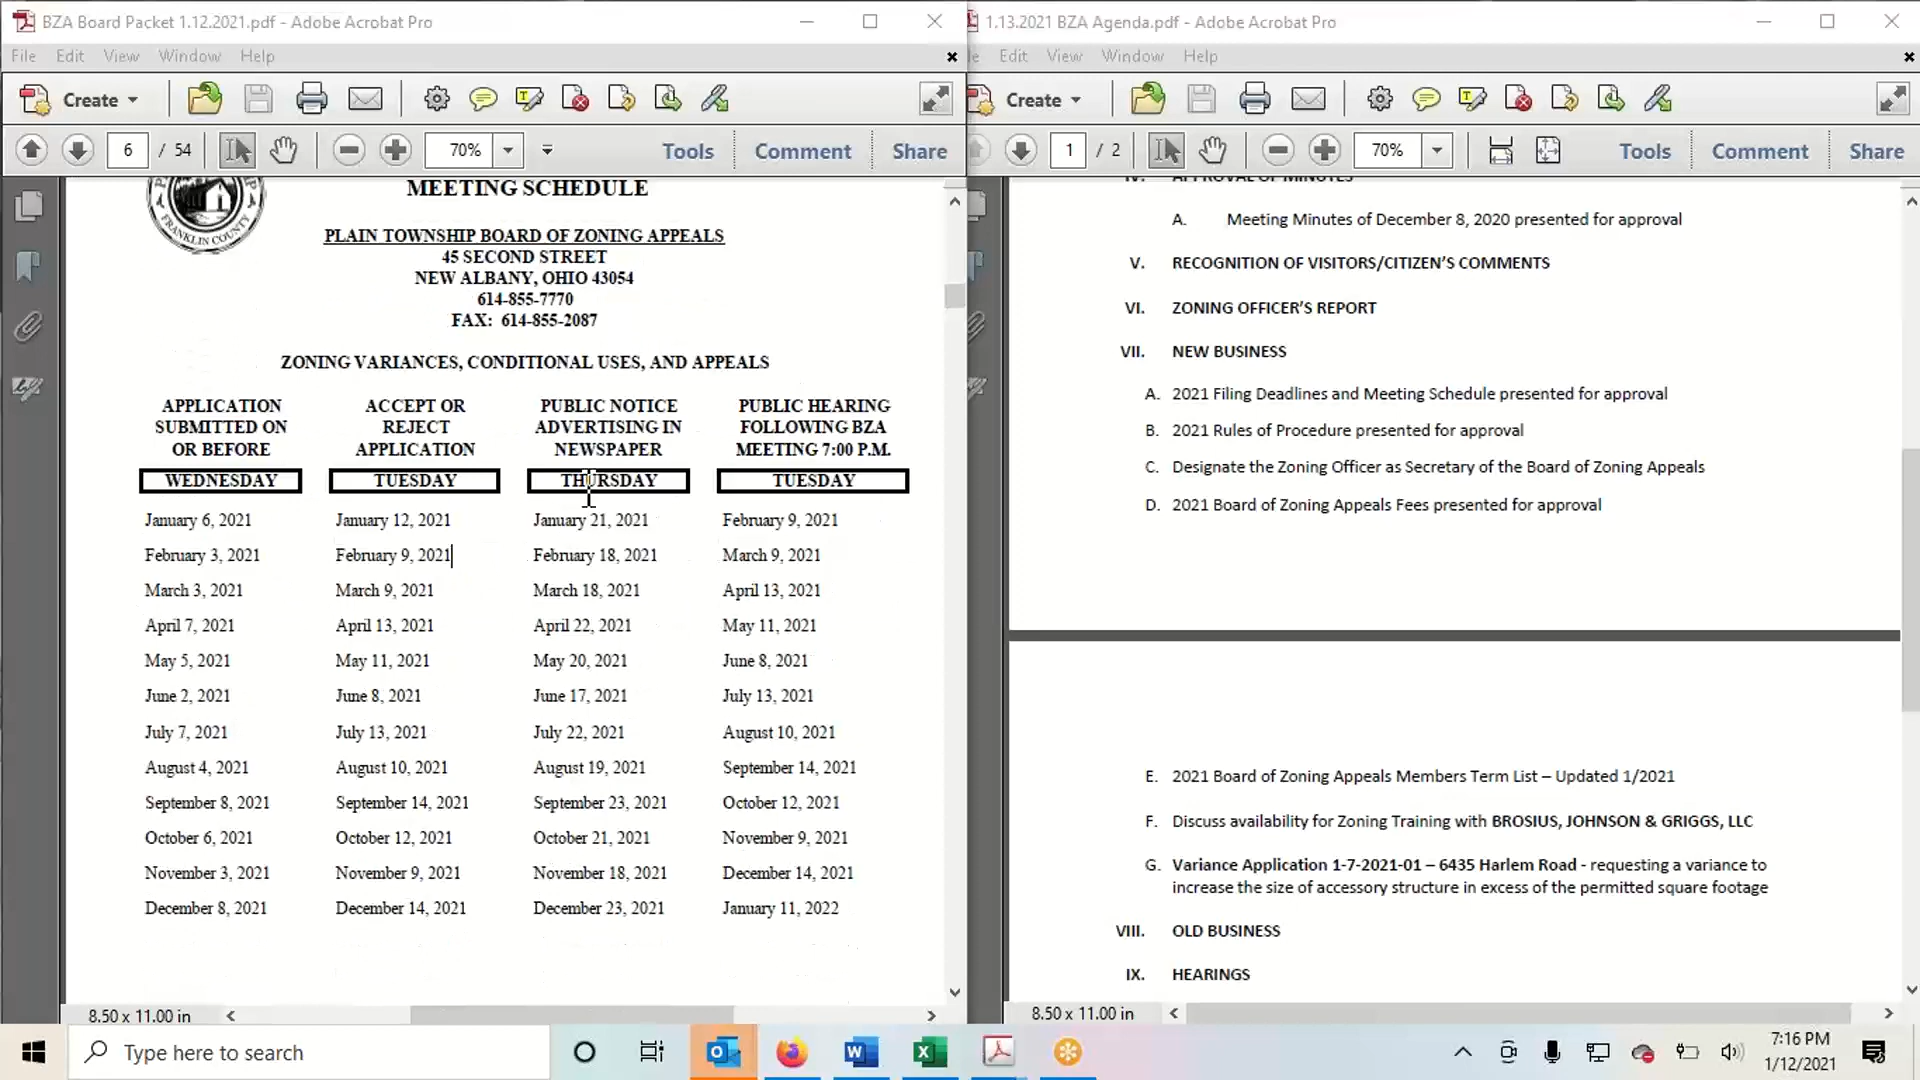 BZA Board Packet 1.12.2021.pdf - Adobe Acrobat Pro
File Edit View Window Help
Create
6 / 54
70%
Tools Comment Share
FRANKLIN COUNTY
MEETING SCHEDULE
PLAIN TOWNSHIP BOARD OF ZONING APPEALS
45 SECOND STREET
NEW ALBANY, OHIO 43054
614-855-7770
FAX: 614-855-2087
ZONING VARIANCES, CONDITIONAL USES, AND APPEALS
APPLICATION ACCEPT OR PUBLIC NOTICE PUBLIC HEARING
SUBMITTED ON REJECT ADVERTISING IN FOLLOWING BZA
OR BEFORE APPLICATION NEWSPAPER MEETING 7:00 P.M.
WEDNESDAY TUESDAY THURSDAY TUESDAY
January 6, 2021 January 12, 2021 January 21, 2021 February 9, 2021
February 3, 2021 February 9, 2021 February 18, 2021 March 9, 2021
March 3, 2021 March 9, 2021 March 18, 2021 April 13, 2021
April 7, 2021 April 13, 2021 April 22, 2021 May 11, 2021
May 5, 2021 May 11, 2021 May 20, 2021 June 8, 2021
June 2, 2021 June 8, 2021 June 17, 2021 July 13, 2021
July 7, 2021 July 13, 2021 July 22, 2021 August 10, 2021
August 4, 2021 August 10, 2021 August 19, 2021 September 14, 2021
September 8, 2021 September 14, 2021 September 23, 2021 October 12, 2021
October 6, 2021 October 12, 2021 October 21, 2021 November 9, 2021
November 3, 2021 November 9, 2021 November 18, 2021 December 14, 2021
December 8, 2021 December 14, 2021 December 23, 2021 January 11, 2022
8.50 x 11.00 in
1.13.2021 BZA Agenda.pdf - Adobe Acrobat Pro
Edit View Window Help
Create
1 / 2
70%
Tools Comment Share
IV. APPROVAL OF MINUTES
A. Meeting Minutes of December 8, 2020 presented for approval
V. RECOGNITION OF VISITORS/CITIZEN'S COMMENTS
VI. ZONING OFFICER'S REPORT
VII. NEW BUSINESS
A. 2021 Filing Deadlines and Meeting Schedule presented for approval
B. 2021 Rules of Procedure presented for approval
C. Designate the Zoning Officer as Secretary of the Board of Zoning Appeals
D. 2021 Board of Zoning Appeals Fees presented for approval
E. 2021 Board of Zoning Appeals Members Term List – Updated 1/2021
F. Discuss availability for Zoning Training with BROSIUS, JOHNSON & GRIGGS, LLC
G. Variance Application 1-7-2021-01 – 6435 Harlem Road - requesting a variance to
increase the size of accessory structure in excess of the permitted square footage
VIII. OLD BUSINESS
IX. HEARINGS
8.50 x 11.00 in
Type here to search
7:16 PM
1/12/2021